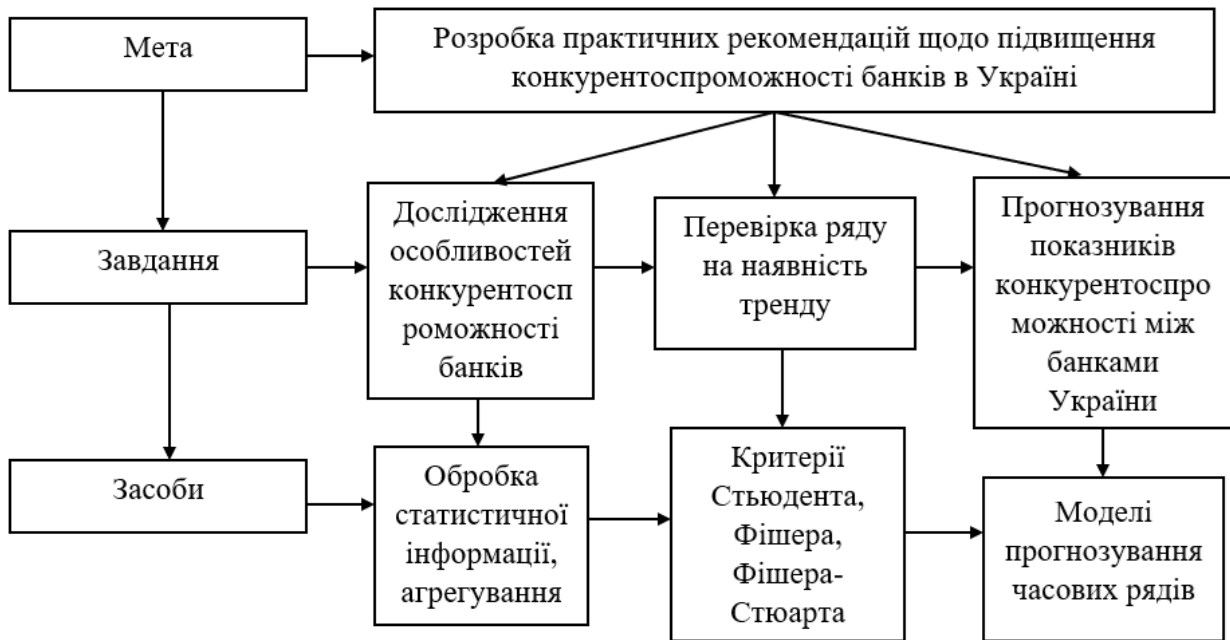 Мета
Розробка практичних рекомендацій щодо підвищення
конкурентоспроможності банків в Україні
Завдання
Дослідження
особливостей
конкурентосп
роможності
банків
Перевірка ряду
на наявність
тренду
Прогнозування
показників
конкурентоспро
можності між
банками
України
Засоби
Обробка
статистичної
інформації,
агрегування
Критерії
Стьюдента,
Фішера,
Фішера-
Стюарта
Моделі
прогнозування
часових рядів